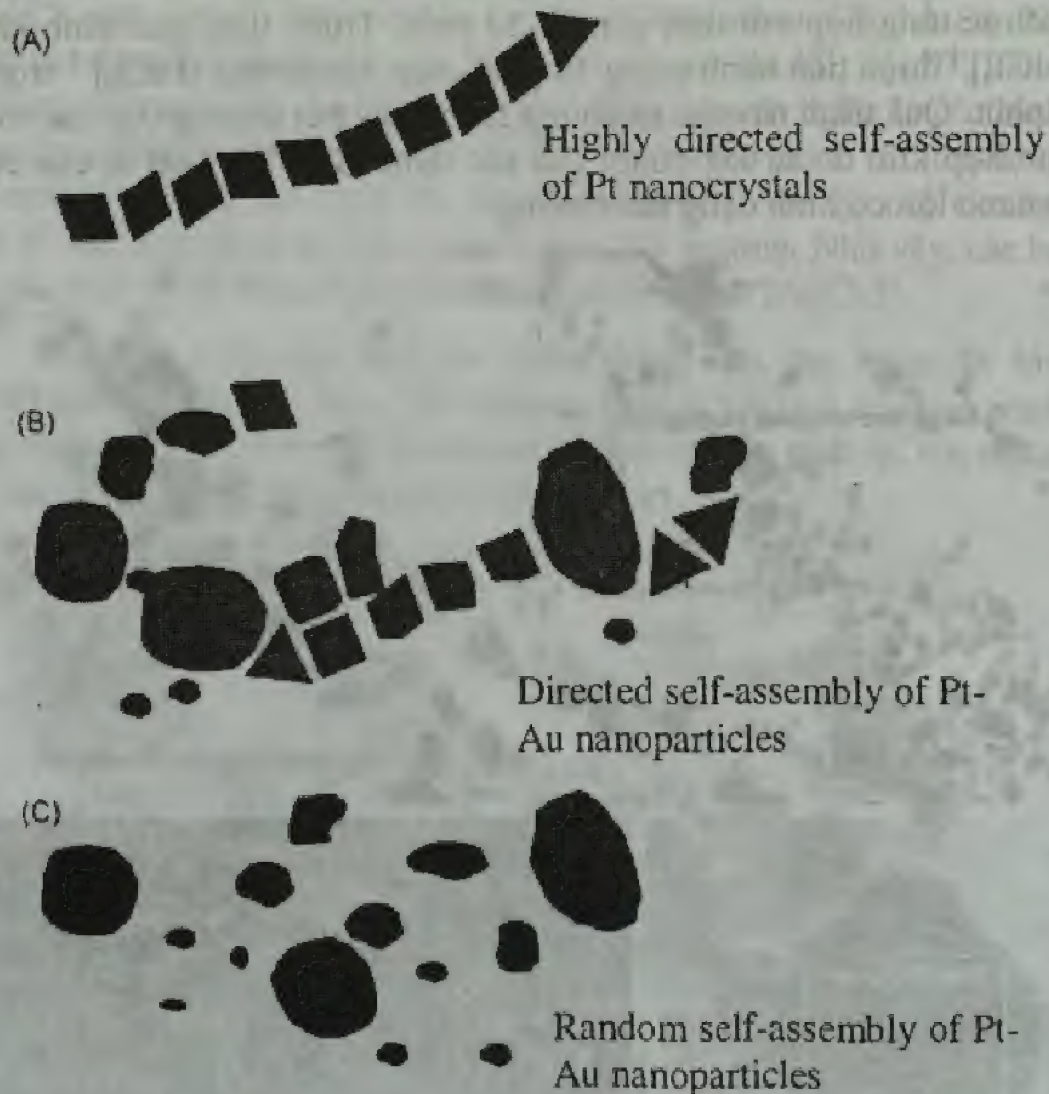 (A)
Highly directed self-assembly
of Pt nanocrystals
(B)
Directed self-assembly of Pt-
Au nanoparticles
(C)
Random self-assembly of Pt-
Au nanoparticles